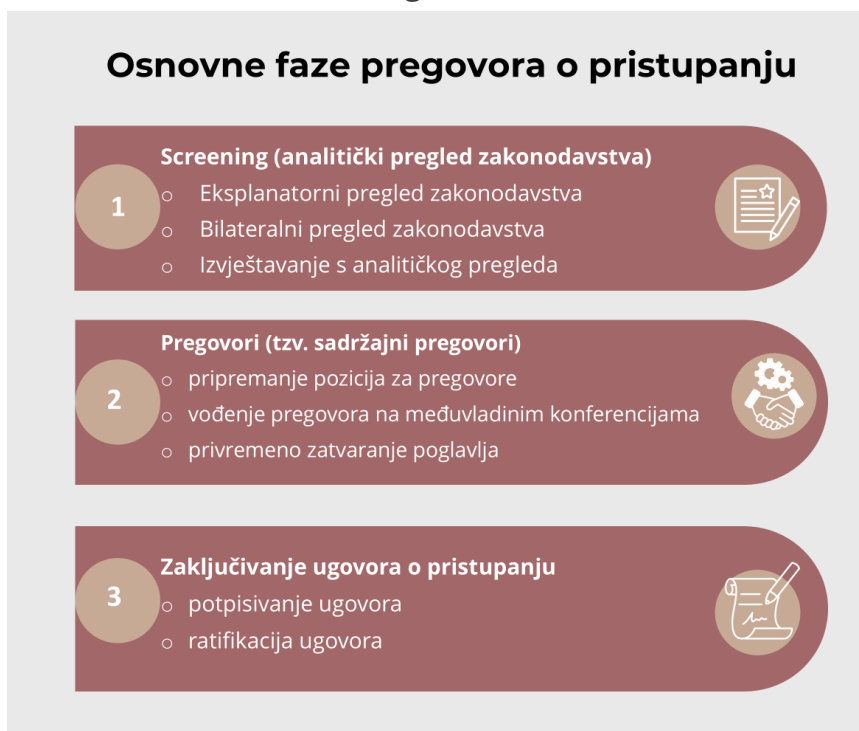 Osnovne faze pregovora o pristupanju
Screening (analitički pregled zakonodavstva)
1
o Eksplanatorni pregled zakonodavstva
o Bilateralni pregled zakonodavstva
o Izvještavanje s analitičkog pregleda
Pregovori (tzv. sadržajni pregovori)
2
o pripremanje pozicija za pregovore
o vođenje pregovora na međuvladinim konferencijama
o privremeno zatvaranje poglavlja
Zaključivanje ugovora o pristupanju
3
o potpisivanje ugovora
o ratifikacija ugovora